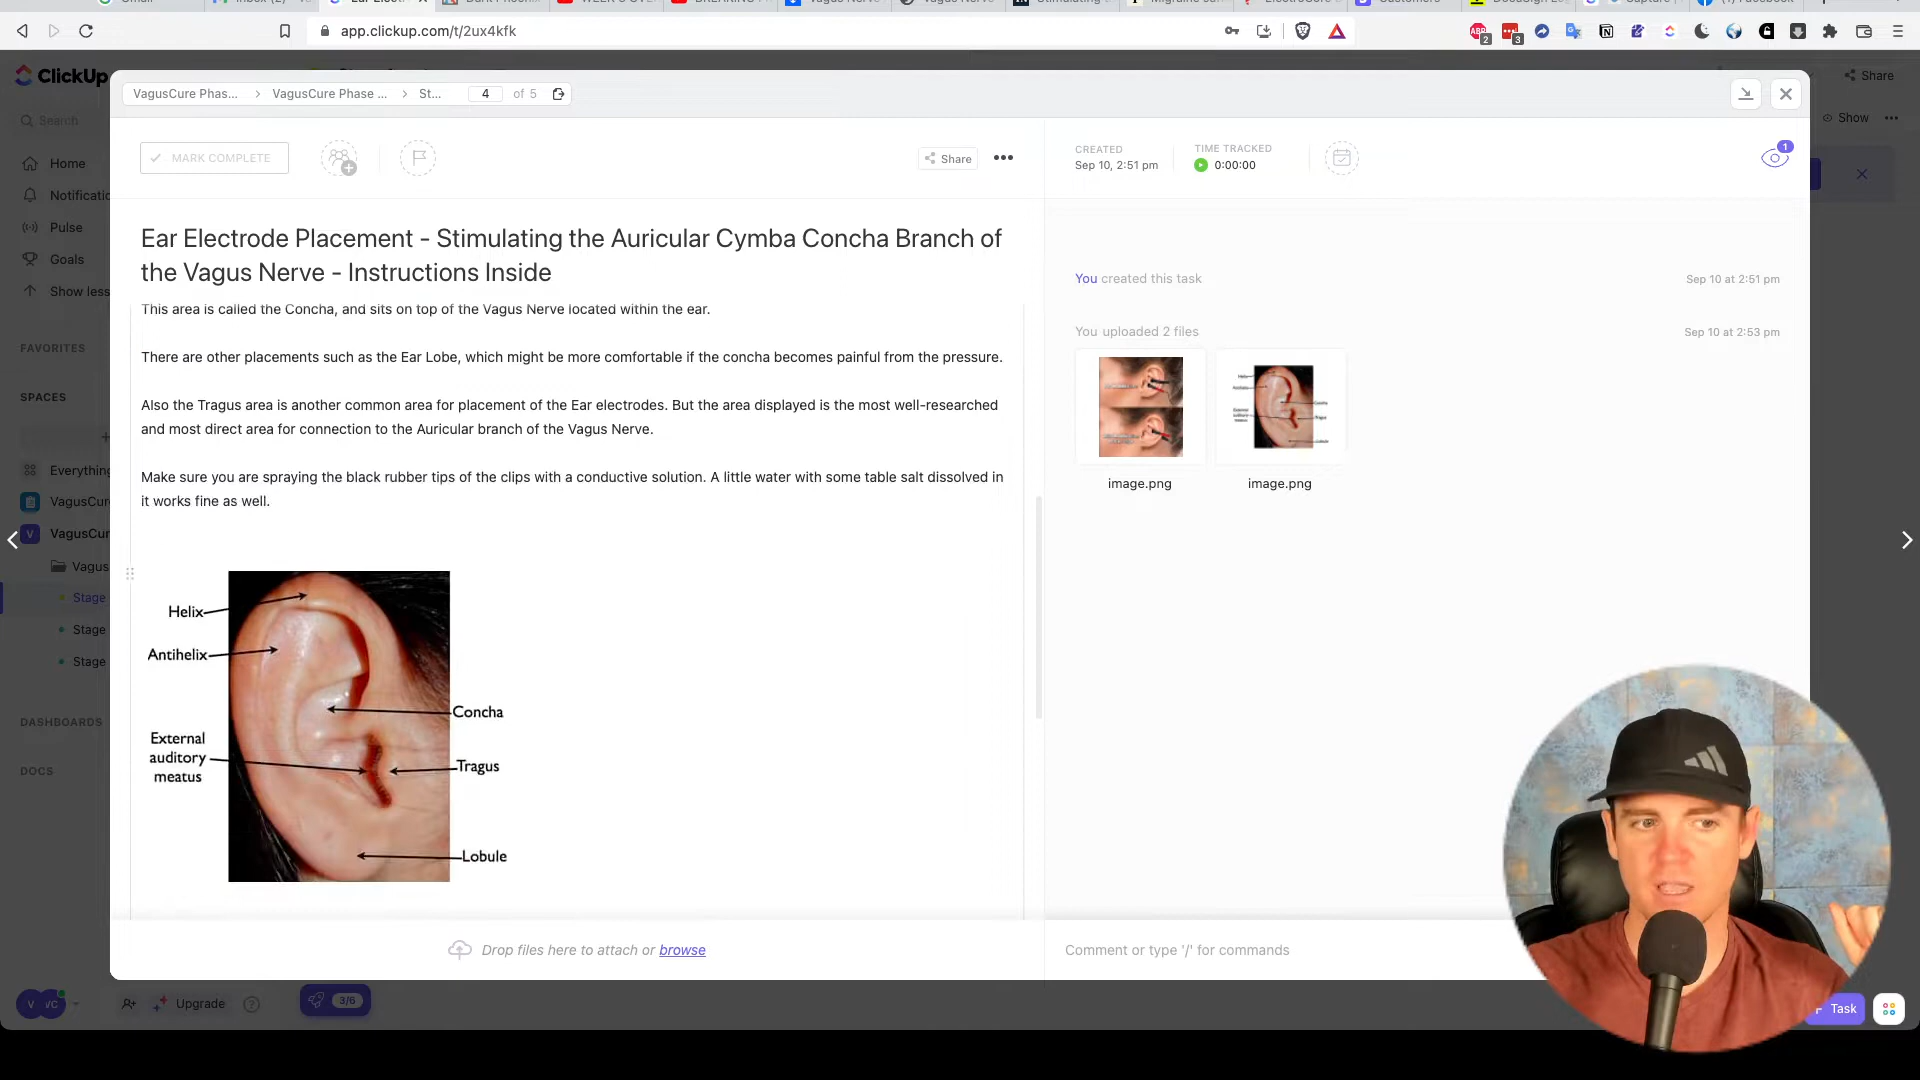 app.clickup.com/t/2ux4kfk
2
3
ClickUp
Search
Home
Pulse
Goals
Show less
FAVORITES
SPACES
Everything
Stage
Stage
Stage
DASHBOARDS
DOCS
Upgrade
3/6
VagusCure Phas...
VagusCure Phase ...
St...
4
of 5
MARK COMPLETE
Share
Ear Electrode Placement - Stimulating the Auricular Cymba Concha Branch of
the Vagus Nerve - Instructions Inside
This area is called the Concha, and sits on top of the Vagus Nerve located within the ear.
There are other placements such as the Ear Lobe, which might be more comfortable if the concha becomes painful from the pressure.
Also the Tragus area is another common area for placement of the Ear electrodes. But the area displayed is the most well-researched
and most direct area for connection to the Auricular branch of the Vagus Nerve.
Make sure you are spraying the black rubber tips of the clips with a conductive solution. A little water with some table salt dissolved in
it works fine as well.
Helix
Antihelix
Concha
External
auditory
meatus
Tragus
Lobule
Drop files here to attach or browse
CREATED
Sep 10, 2:51 pm
TIME TRACKED
0:00:00
1
You created this task
Sep 10 at 2:51 pm
You uploaded 2 files
Sep 10 at 2:53 pm
image.png
image.png
Comment or type '/' for commands
Share
Show
Task